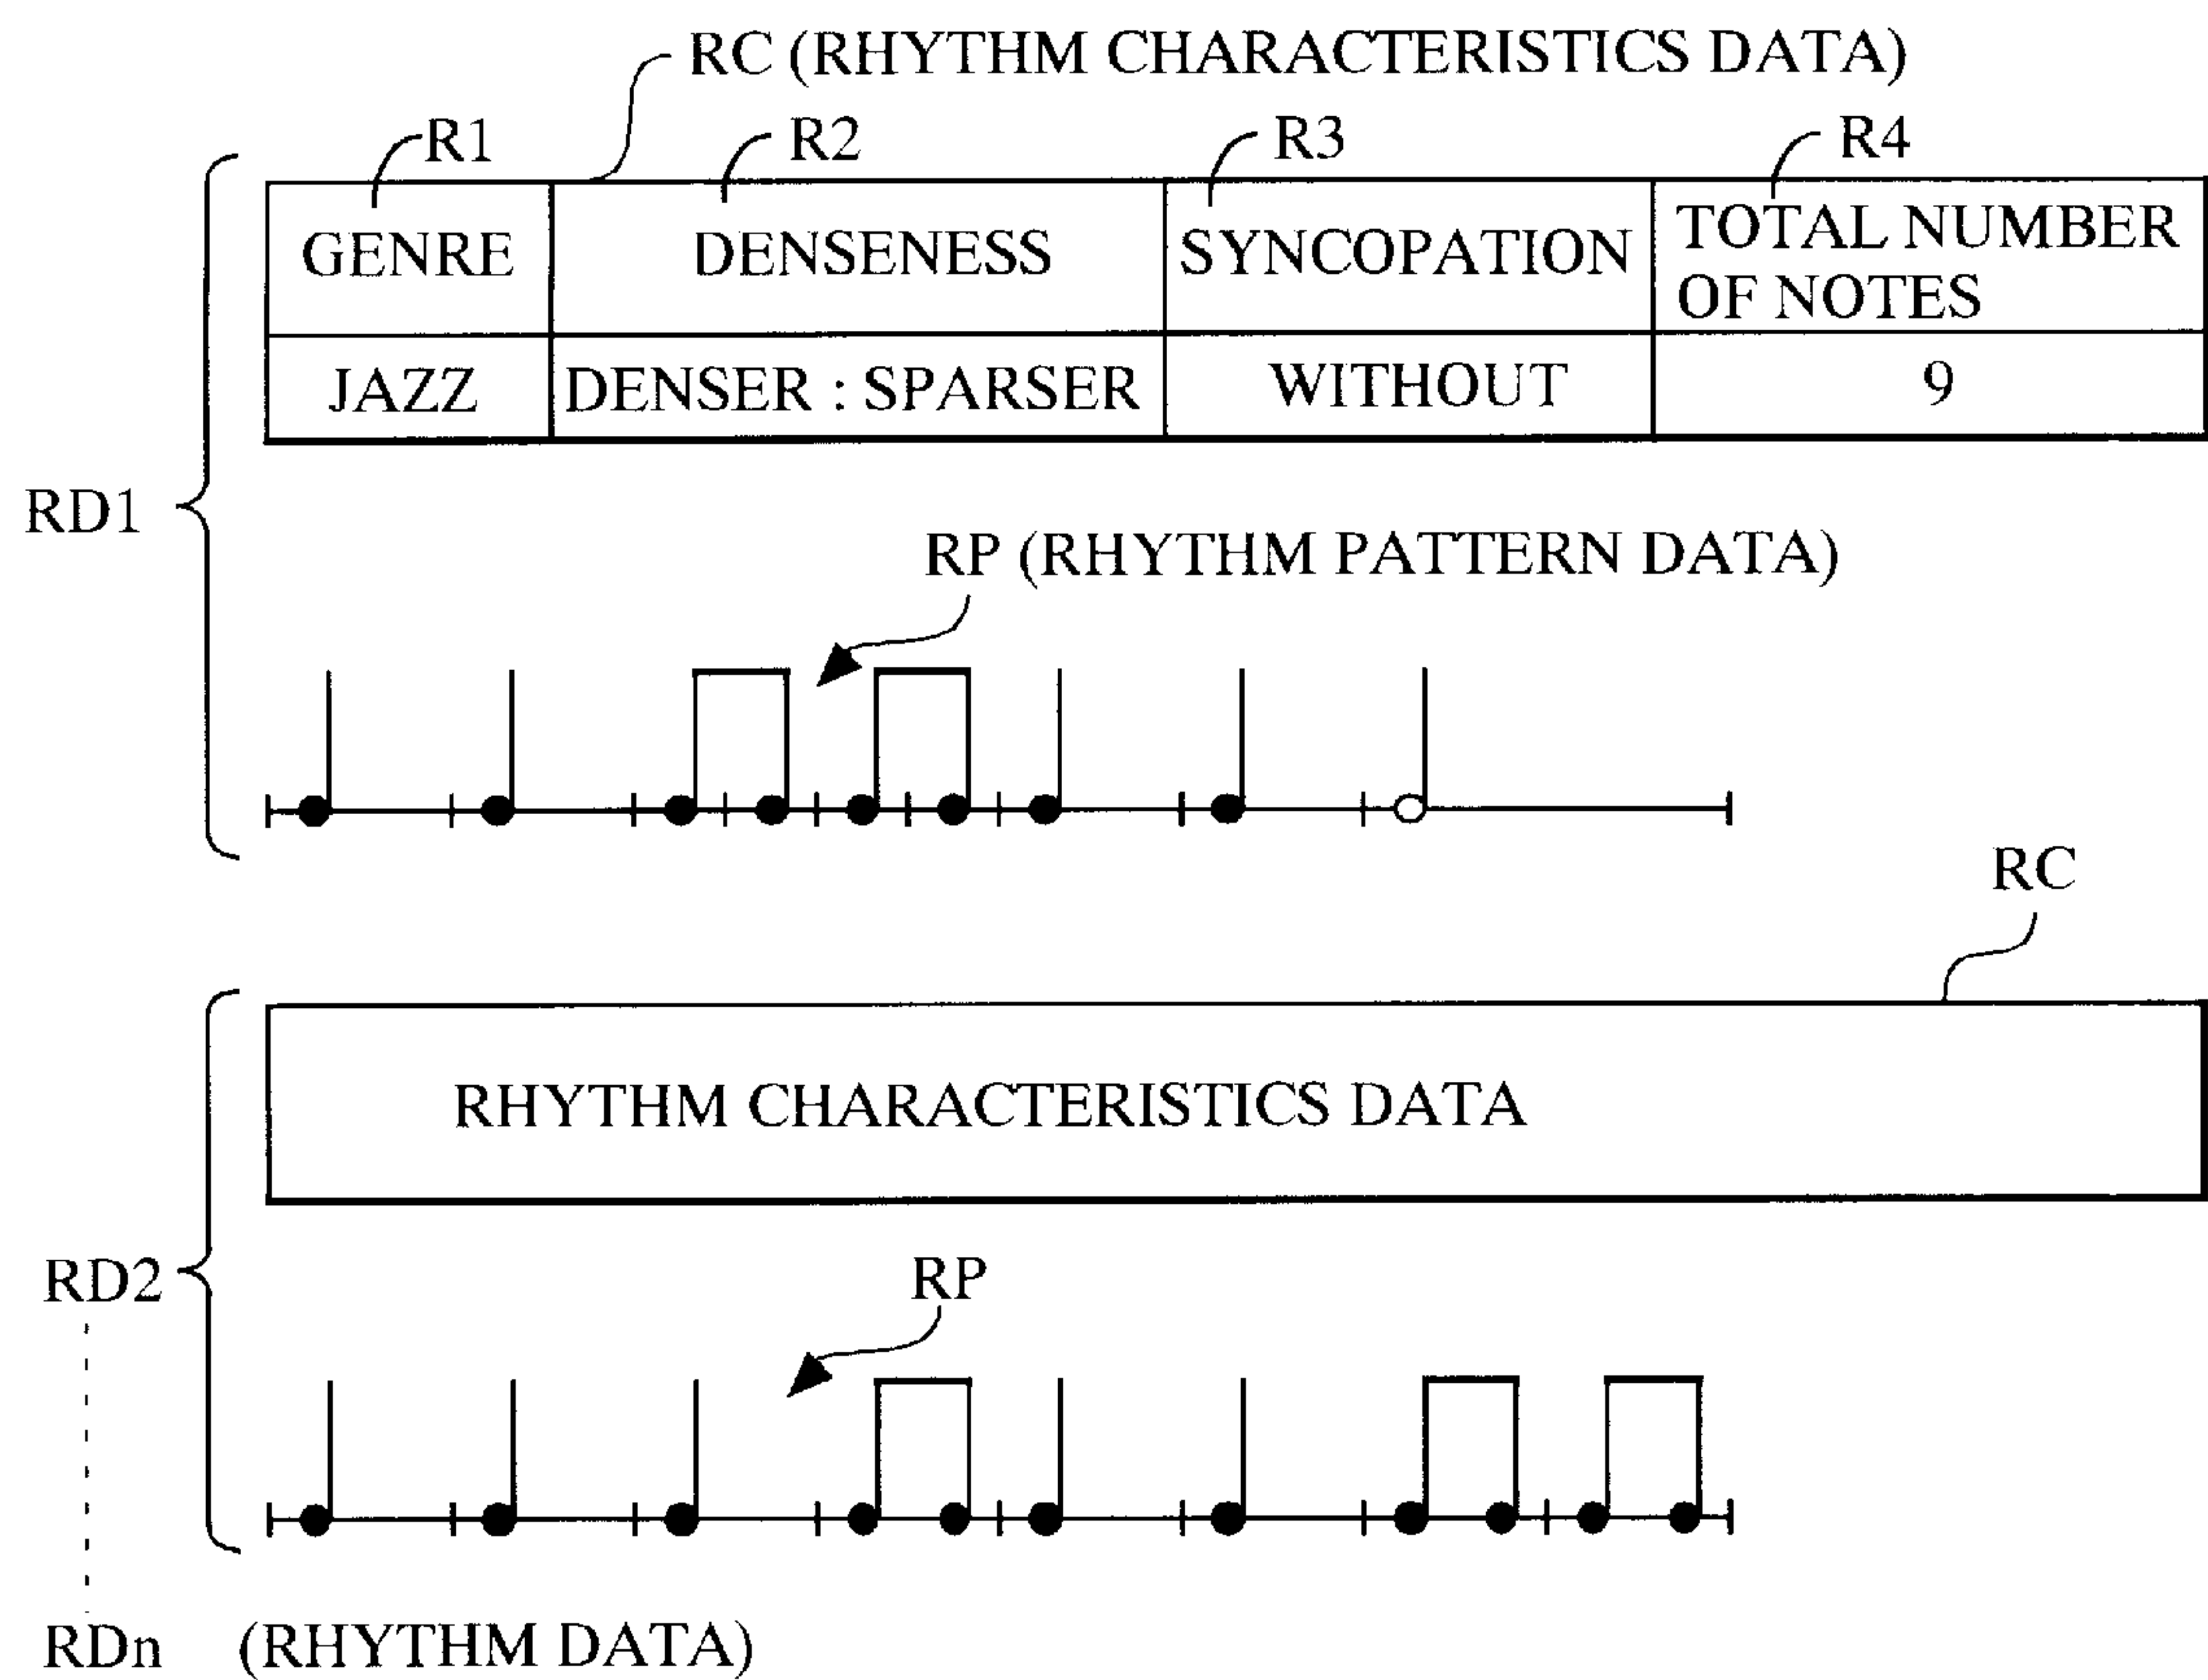 RC (RHYTHM CHARACTERISTICS DATA)
R1
R2
R3
R4
GENRE
DENSENESS
SYNCOPATION
TOTAL NUMBER
OF NOTES
JAZZ
DENSER : SPARSER
WITHOUT
9
RD1
RP (RHYTHM PATTERN DATA)
RC
RHYTHM CHARACTERISTICS DATA
RD2
RP
RDn (RHYTHM DATA)